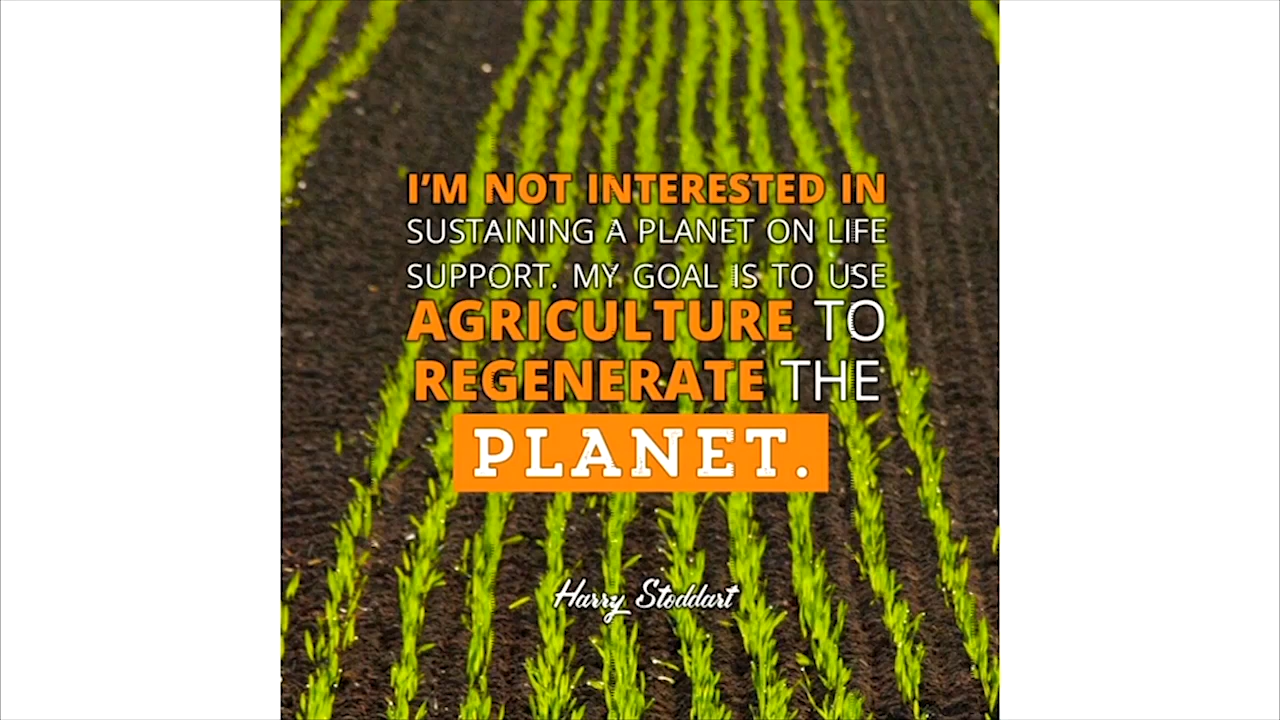 I'M NOT INTERESTED IN
SUSTAINING A PLANET ON LIFE
SUPPORT. MY GOAL IS TO USE
AGRICULTURE TO
REGENERATE THE
PLANET.
Harry Stoddart